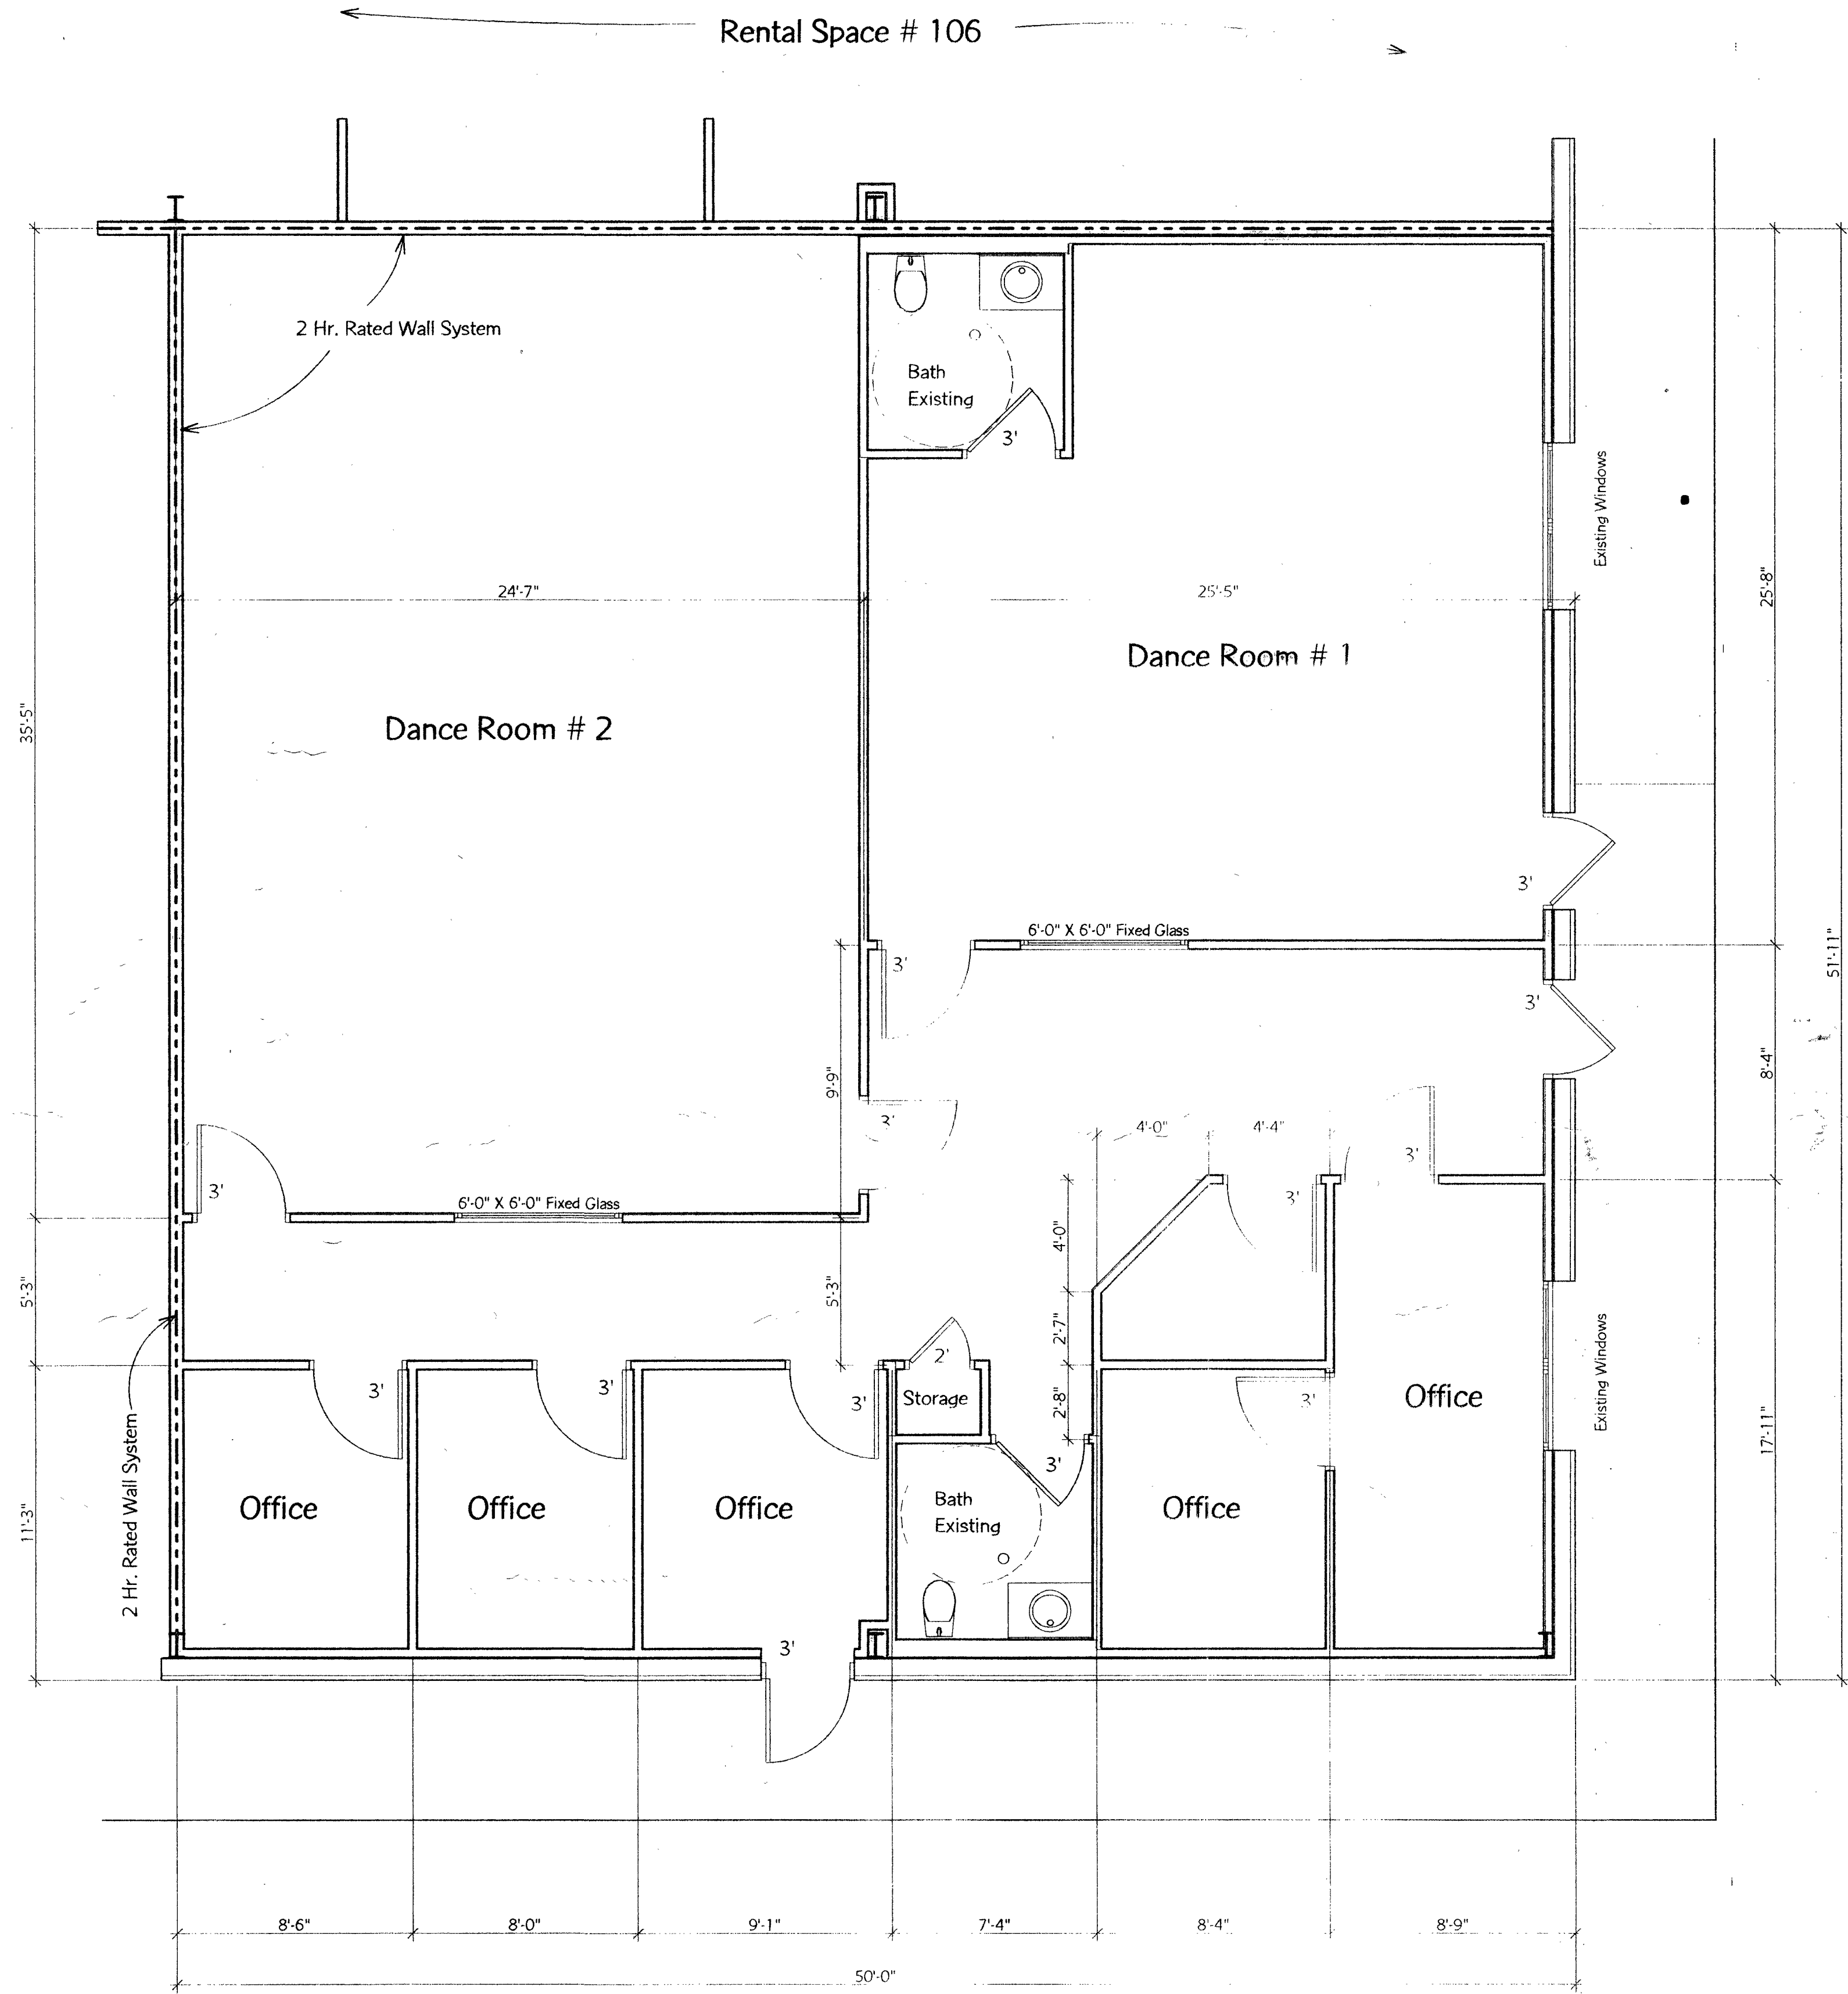 Rental Space # 106
2 Hr. Rated Wall System
Bath
Existing
3'
Existing Windows
24'-7"
25'-5"
25'-8"
Dance Room # 1
35'-5"
Dance Room # 2
3'
6'-0" X 6'-0" Fixed Glass
3'
51'-11"
3'
9'-9"
8'-4"
3'
4'-0"
4'-4"
3'
3'
3'
6'-0" X 6'-0" Fixed Glass
4'-0"
5'-3"
5'-3"
2'-7"
2'
3'
3'
3'
Storage
2'-8"
3'
Office
Existing Windows
17'-11"
2 Hr. Rated Wall System
3'
11'-3"
Office
Office
Office
Bath
Existing
Office
3'
8'-6"
8'-0"
9'-1"
7'-4"
8'-4"
8'-9"
50'-0"